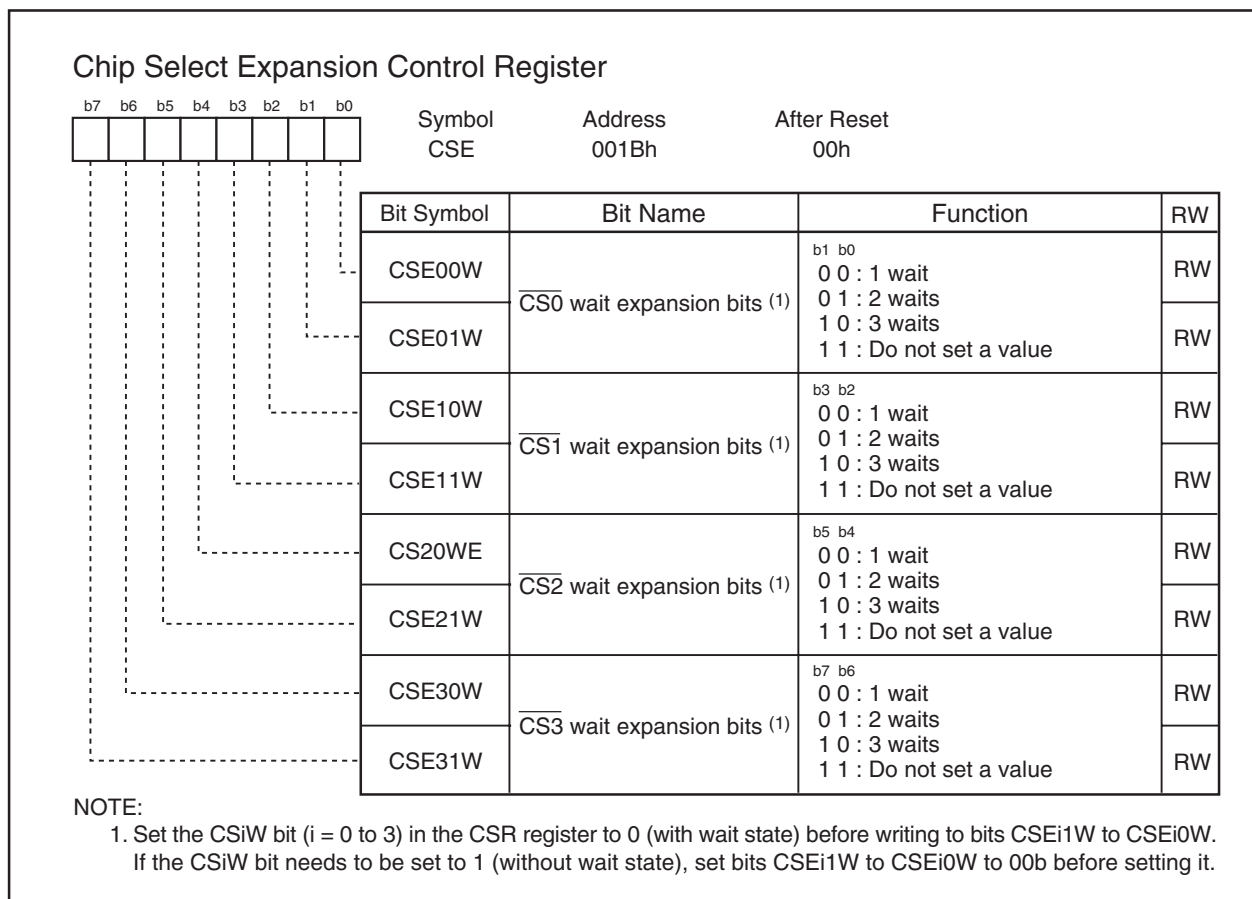 Chip Select Expansion Control Register
b7 b6 b5 b4 b3 b2 b1 b0
Symbol Address After Reset
CSE 001Bh 00h
Bit Symbol Bit Name Function RW
CSE00W RW
CSE01W RW
CS0 wait expansion bits (1)
b1 b0
0 0 : 1 wait
0 1 : 2 waits
1 0 : 3 waits
1 1 : Do not set a value
CSE10W RW
CSE11W RW
CS1 wait expansion bits (1)
b3 b2
0 0 : 1 wait
0 1 : 2 waits
1 0 : 3 waits
1 1 : Do not set a value
CS20WE RW
CSE21W RW
CS2 wait expansion bits (1)
b5 b4
0 0 : 1 wait
0 1 : 2 waits
1 0 : 3 waits
1 1 : Do not set a value
CSE30W RW
CSE31W RW
CS3 wait expansion bits (1)
b7 b6
0 0 : 1 wait
0 1 : 2 waits
1 0 : 3 waits
1 1 : Do not set a value
NOTE:
1. Set the CSiW bit (i = 0 to 3) in the CSR register to 0 (with wait state) before writing to bits CSEi1W to CSEi0W.
If the CSiW bit needs to be set to 1 (without wait state), set bits CSEi1W to CSEi0W to 00b before setting it.